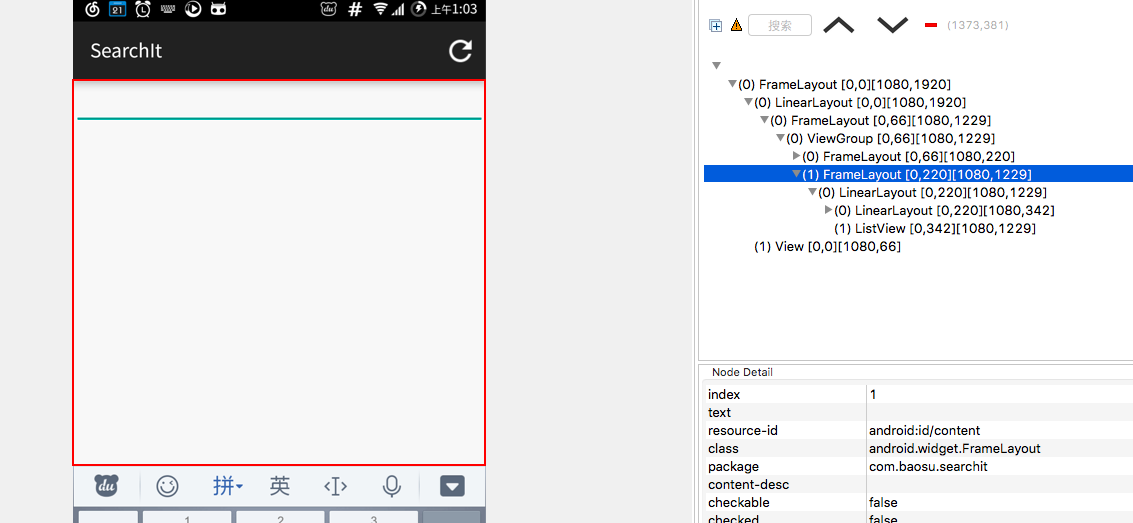 21
du
#
上午1:03
SearchIt
du
拼
英
1
2
3
搜索
(1373,381)
(0) FrameLayout [0,0][1080,1920]
(0) LinearLayout [0,0][1080,1920]
(0) FrameLayout [0,66][1080,1229]
(0) ViewGroup [0,66][1080,1229]
(0) FrameLayout [0,66][1080,220]
(1) FrameLayout [0,220][1080,1229]
(0) LinearLayout [0,220][1080,1229]
(0) LinearLayout [0,220][1080,342]
(1) ListView [0,342][1080,1229]
(1) View [0,0][1080,66]
Node Detail
index 1
text
resource-id android:id/content
class android.widget.FrameLayout
package com.baosu.searchit
content-desc
checkable false
checked false